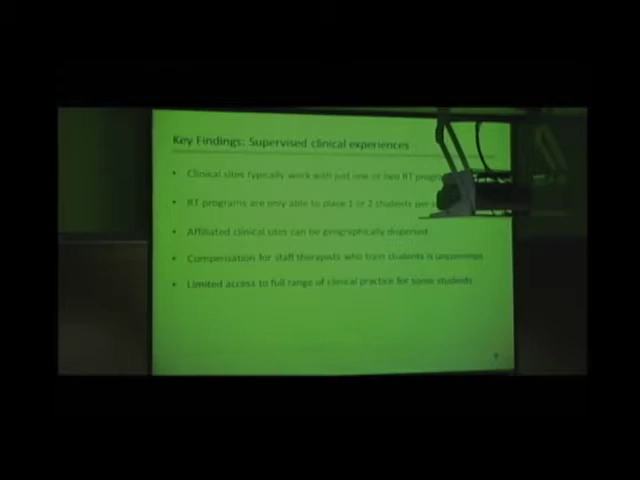 Key Findings: Supervised clinical experiences
• Clinical sites typically work with just one or two RT
• RT programs are only able to place 1 or 2 students per
• Affiliated clinical sites can be geographically dispersed
• Compensation for staff therapists who train students is uncommon
• Limited access to full range of clinical practice for some students